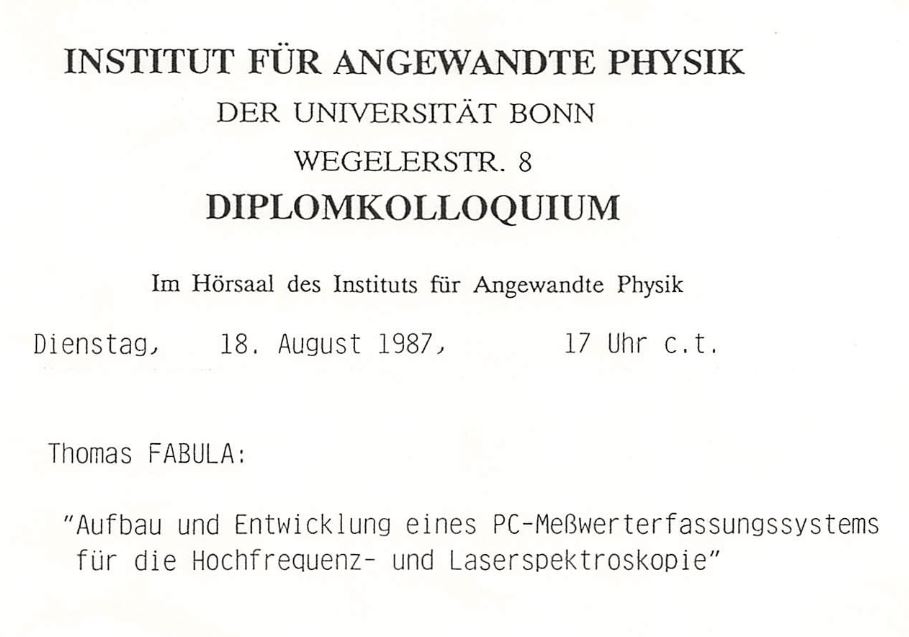 INSTITUT FÜR ANGEWANDTE PHYSIK
DER UNIVERSITÄT BONN
WEGELERSTR. 8
DIPLOMKOLLOQUIUM
Im Hörsaal des Instituts für Angewandte Physik
Dienstag, 18. August 1987, 17 Uhr c.t.
Thomas FABULA:
"Aufbau und Entwicklung eines PC-Meßwerterfassungssystems
für die Hochfrequenz- und Laserspektroskopie"